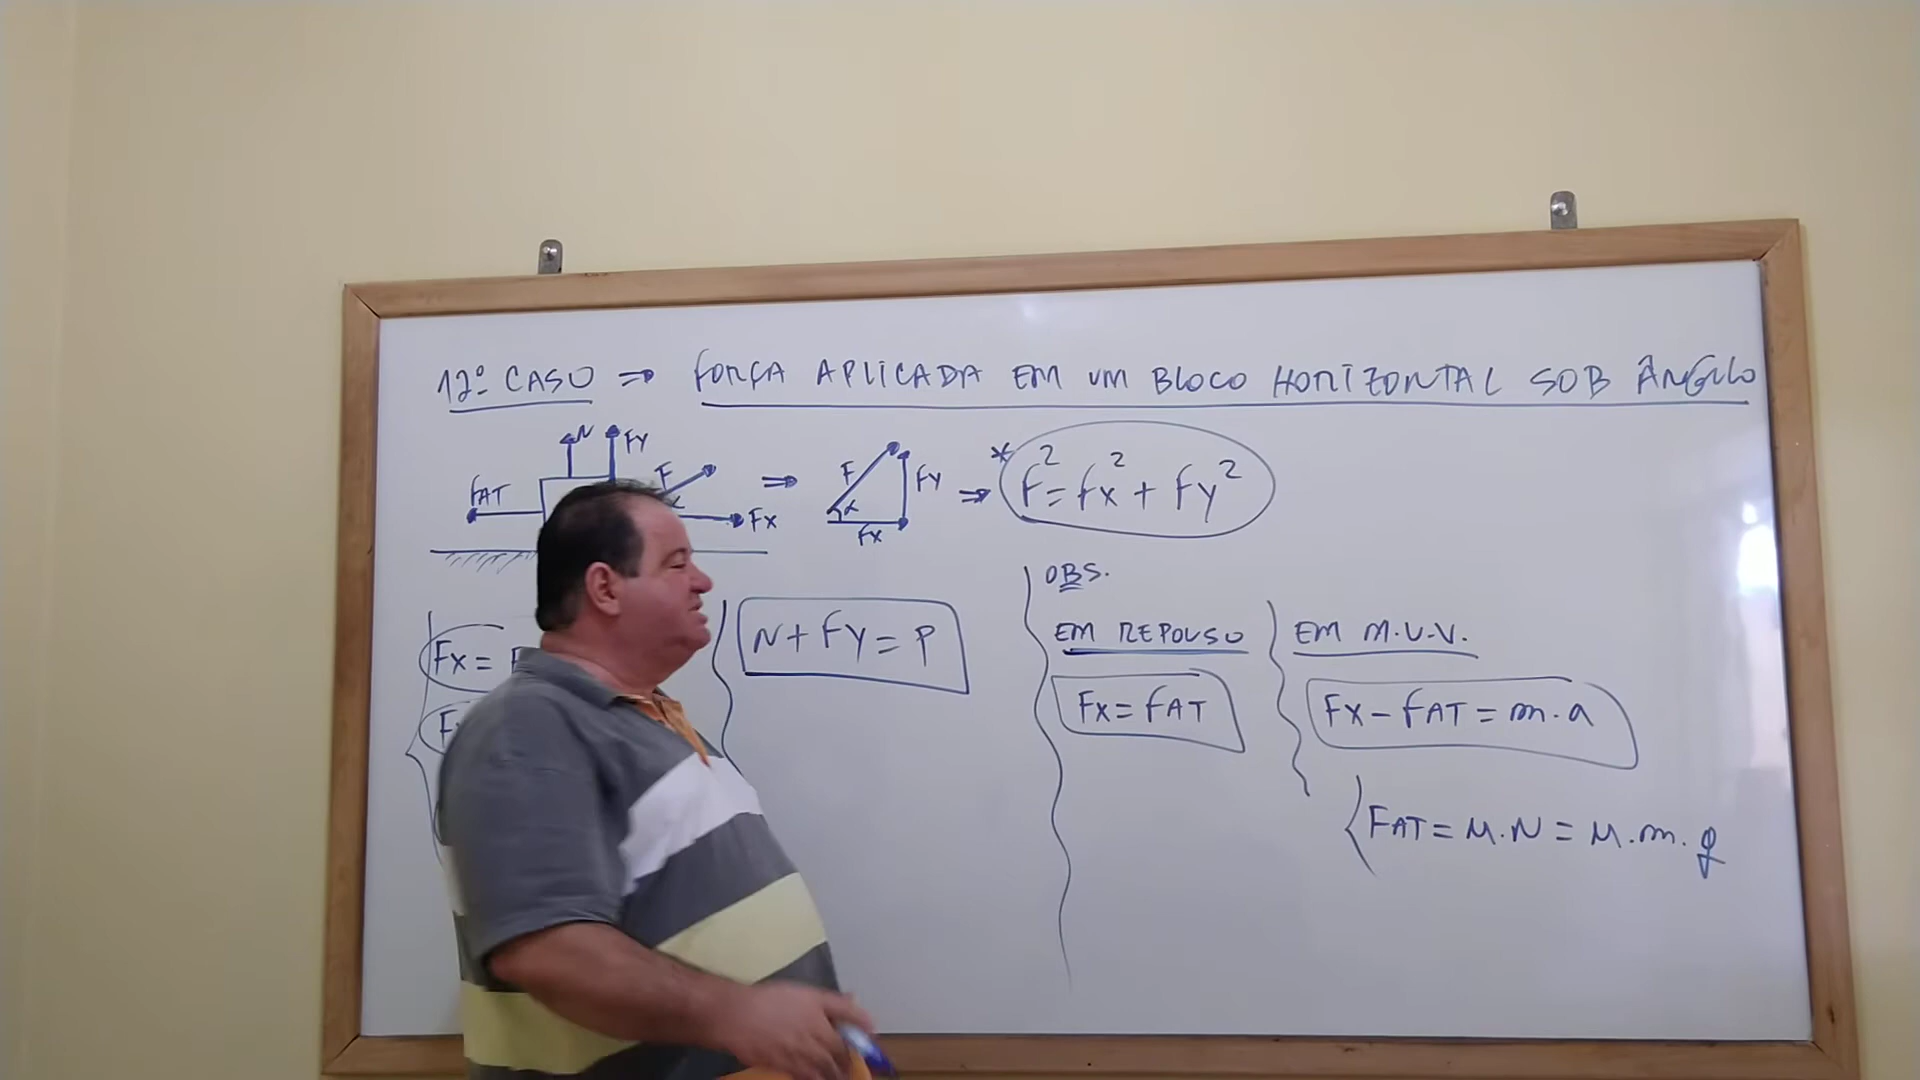 12º CASO ⇒ FORÇA APLICADA EM UM BLOCO HORIZONTAL SOB ÂNGULO
N FY
FAT F FX ⇒ F α FX FY ⇒ * F² = Fx² + Fy²
OBS.
Fx = F
N + FY = P
EM REPOUSO
EM M.U.V.
FX = FAT
FX - FAT = m.a
F
FAT = M.N = M.m.g